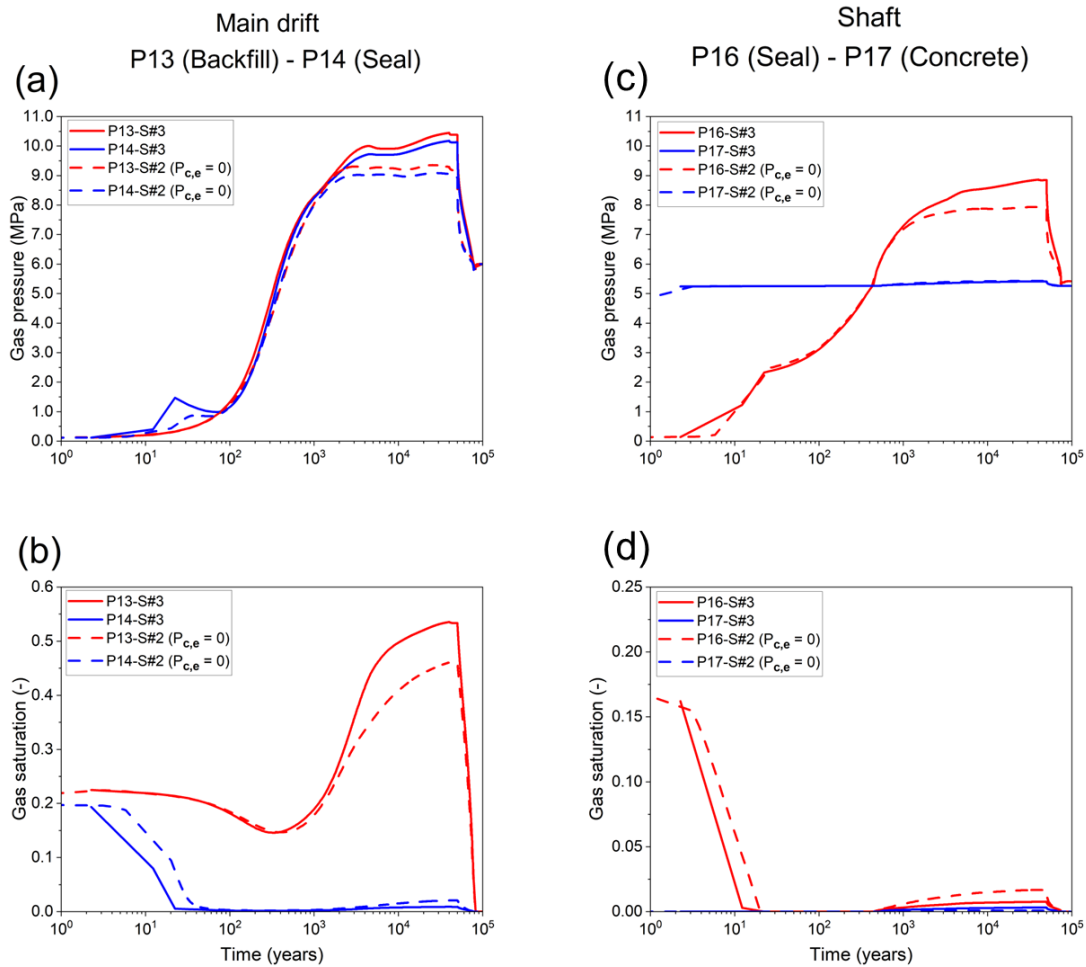 Main drift
P13 (Backfill) - P14 (Seal)
Shaft
P16 (Seal) - P17 (Concrete)
(a)
11.0
10.0
9.0
8.0
7.0
6.0
5.0
4.0
3.0
2.0
1.0
0.0
Gas pressure (MPa)
P13-S#3
P14-S#3
P13-S#2 (Pc,e = 0)
P14-S#2 (Pc,e = 0)
10^0 10^1 10^2 10^3 10^4 10^5
(c)
11
10
9
8
7
6
5
4
3
2
1
0
Gas pressure (MPa)
P16-S#3
P17-S#3
P16-S#2 (Pc,e = 0)
P17-S#2 (Pc,e = 0)
10^0 10^1 10^2 10^3 10^4 10^5
(b)
0.6
0.5
0.4
0.3
0.2
0.1
0.0
Gas saturation (-)
P13-S#3
P14-S#3
P13-S#2 (Pc,e = 0)
P14-S#2 (Pc,e = 0)
10^0 10^1 10^2 10^3 10^4 10^5
Time (years)
(d)
0.25
0.20
0.15
0.10
0.05
0.00
Gas saturation (-)
P16-S#3
P17-S#3
P16-S#2 (Pc,e = 0)
P17-S#2 (Pc,e = 0)
10^0 10^1 10^2 10^3 10^4 10^5
Time (years)